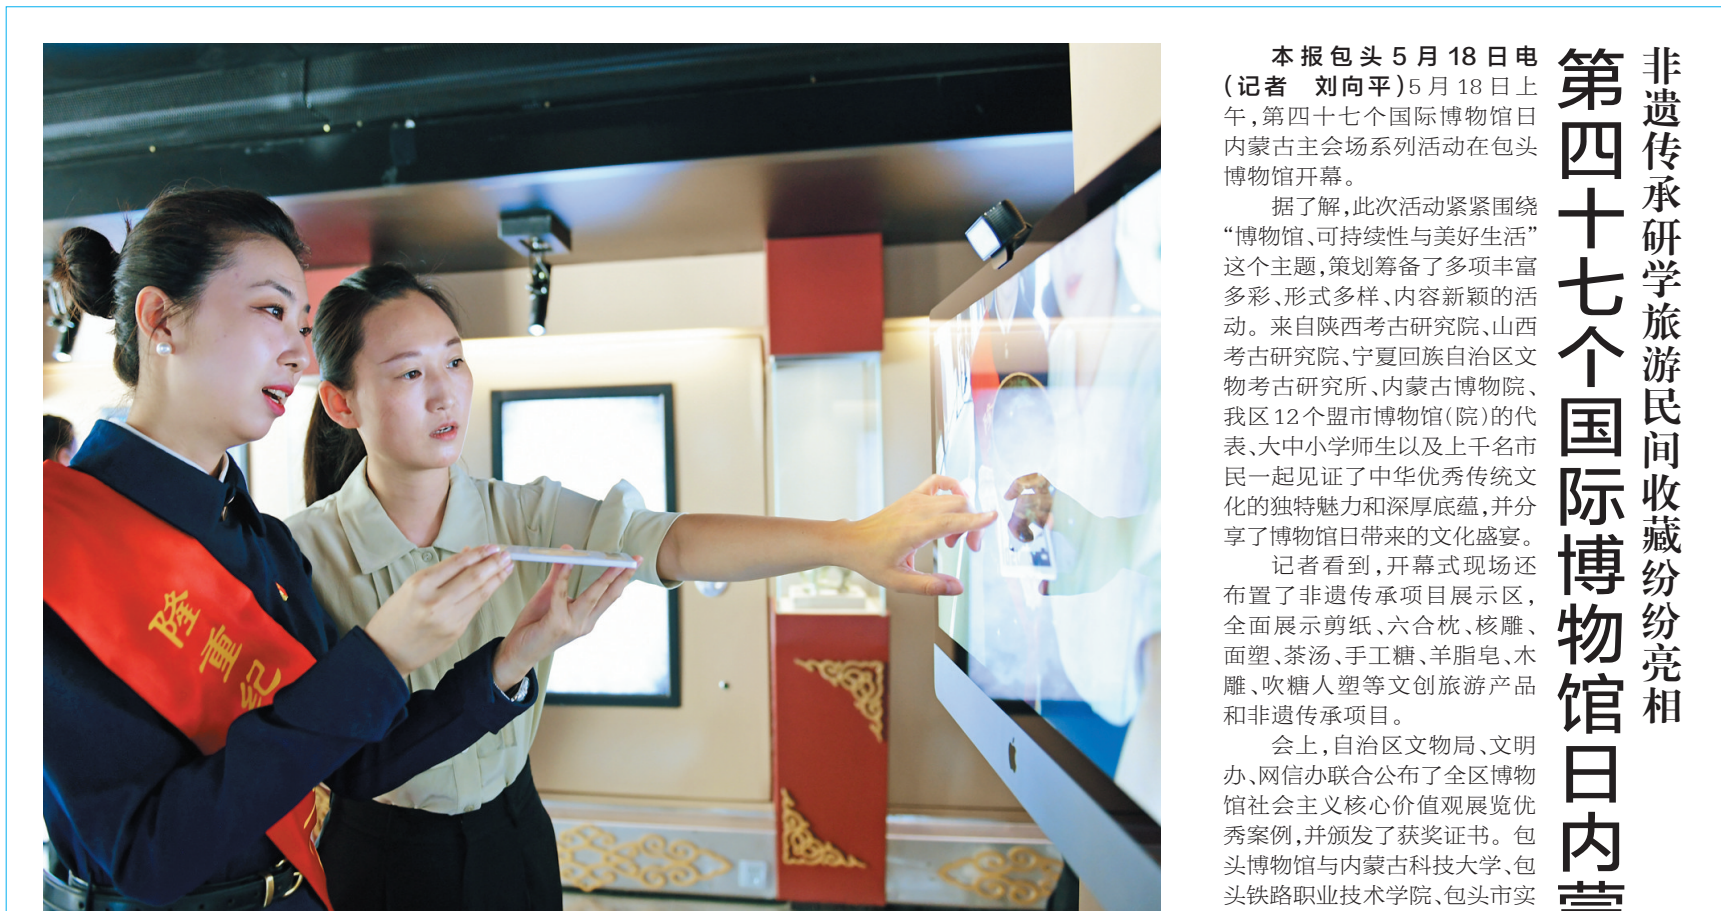 非遗传承研学旅游民间收藏纷纷亮相
第四十七个国际博物馆日内蒙
本报包头5月18日电
(记者　刘向平)5月18日上
午,第四十七个国际博物馆日
内蒙古主会场系列活动在包头
博物馆开幕。
据了解,此次活动紧紧围绕
“博物馆、可持续性与美好生活”
这个主题,策划筹备了多项丰富
多彩、形式多样、内容新颖的活
动。来自陕西考古研究院、山西
考古研究院、宁夏回族自治区文
物考古研究所、内蒙古博物院、
我区12个盟市博物馆(院)的代
表、大中小学师生以及上千名市
民一起见证了中华优秀传统文
化的独特魅力和深厚底蕴,并分
享了博物馆日带来的文化盛宴。
记者看到,开幕式现场还
布置了非遗传承项目展示区,
全面展示剪纸、六合枕、核雕、
面塑、茶汤、手工糖、羊脂皂、木
雕、吹糖人塑等文创旅游产品
和非遗传承项目。
会上,自治区文物局、文明
办、网信办联合公布了全区博物
馆社会主义核心价值观展览优
秀案例,并颁发了获奖证书。包
头博物馆与内蒙古科技大学、包
头铁路职业技术学院、包头市实
隆重纪